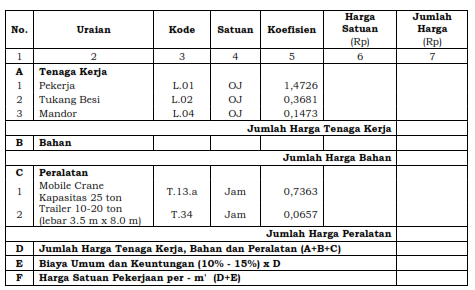 No. Uraian Kode Satuan Koefisien Harga Satuan (Rp) Jumlah Harga (Rp)
1 2 3 4 5 6 7
A Tenaga Kerja
1 Pekerja L.01 OJ 1,4726
2 Tukang Besi L.02 OJ 0,3681
3 Mandor L.04 OJ 0,1473
Jumlah Harga Tenaga Kerja
B Bahan
Jumlah Harga Bahan
C Peralatan
1 Mobile Crane Kapasitas 25 ton T.13.a Jam 0,7363
2 Trailer 10-20 ton (lebar 3.5 m x 8.0 m) T.34 Jam 0,0657
Jumlah Harga Peralatan
D Jumlah Harga Tenaga Kerja, Bahan dan Peralatan (A+B+C)
E Biaya Umum dan Keuntungan (10% - 15%) x D
F Harga Satuan Pekerjaan per - m' (D+E)